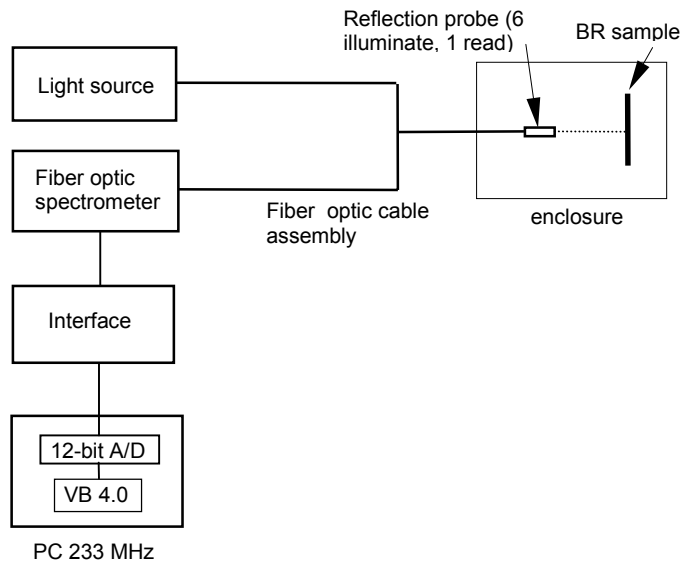 Reflection probe (6
illuminate, 1 read)
BR sample
Light source
Fiber optic
spectrometer
Fiber optic cable
assembly
enclosure
Interface
12-bit A/D
VB 4.0
PC 233 MHz